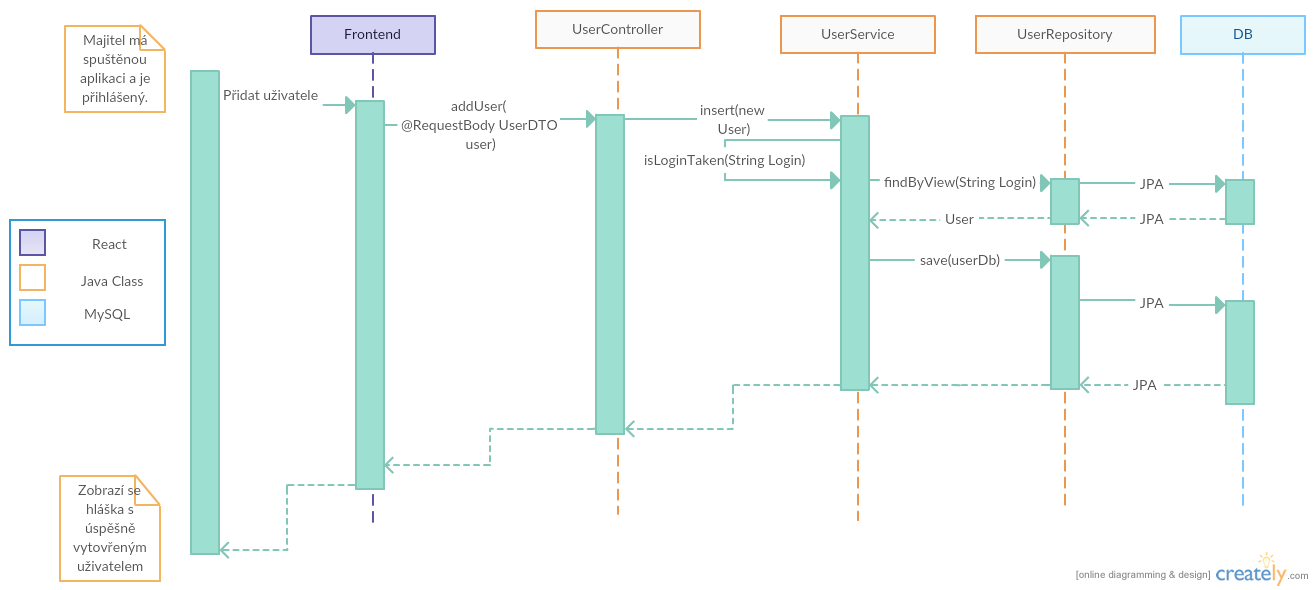 Majitel má
spuštěnou
aplikaci a je
přihlášený.
Frontend
UserController
UserService
UserRepository
DB
Přidat uživatele
addUser(
@RequestBody UserDTO
user)
insert(new
User)
isLoginTaken(String Login)
findByView(String Login)
JPA
User
JPA
save(userDb)
JPA
JPA
React
Java Class
MySQL
Zobrazí se
hláška s
úspěšně
vytovřeným
uživatelem
[online diagramming & design] creately.com